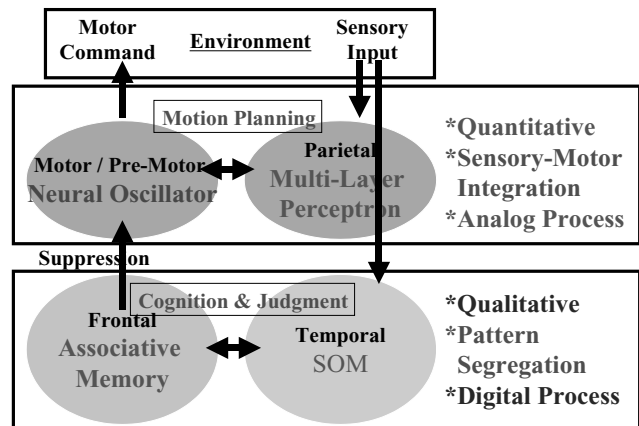 Motor
Command
Environment
Sensory
Input
Motion Planning
Motor / Pre-Motor
Neural Oscillator
Parietal
Multi-Layer
Perceptron
*Quantitative
*Sensory-Motor
Integration
*Analog Process
Suppression
Cognition & Judgment
Frontal
Associative
Memory
Temporal
SOM
*Qualitative
*Pattern
Segregation
*Digital Process